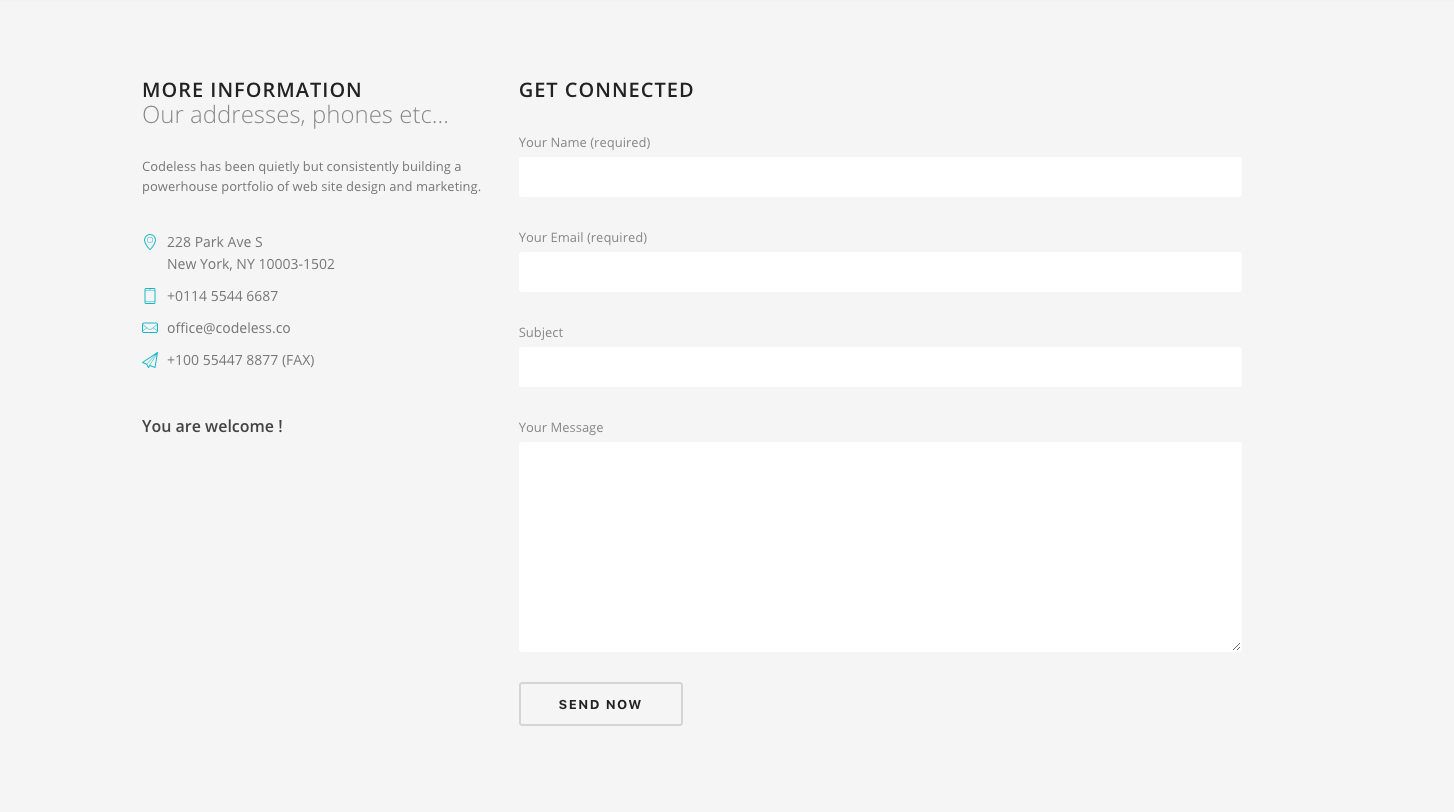 MORE INFORMATION
Our addresses, phones etc...
Codeless has been quietly but consistently building a
powerhouse portfolio of web site design and marketing.
228 Park Ave S
New York, NY 10003-1502
+0114 5544 6687
office@codeless.co
+100 55447 8877 (FAX)
You are welcome !
GET CONNECTED
Your Name (required)
Your Email (required)
Subject
Your Message
SEND NOW